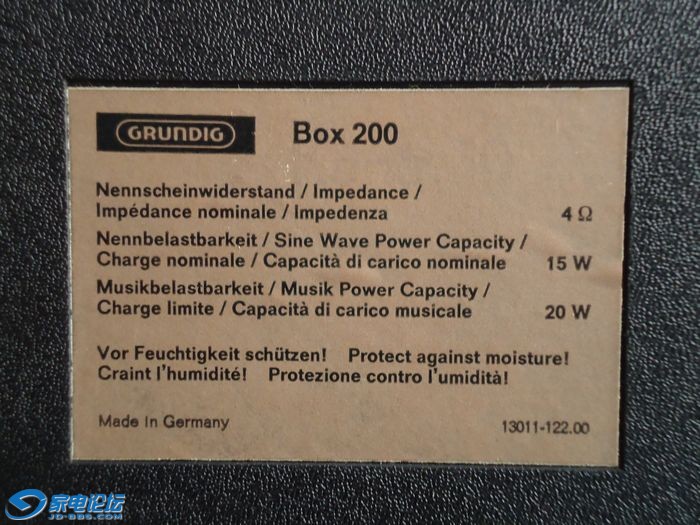 GRUNDIG Box 200
Nennscheinwiderstand / Impedance /
Impédance nominale / Impedenza 4 Ω
Nennbelastbarkeit / Sine Wave Power Capacity /
Charge nominale / Capacità di carico nominale 15 W
Musikbelastbarkeit / Musik Power Capacity /
Charge limite / Capacità di carico musicale 20 W
Vor Feuchtigkeit schützen! Protect against moisture!
Craint l'humidité! Protezione contro l'umidità!
Made in Germany 13011-122.00
家电论坛
JD-BBS.COM